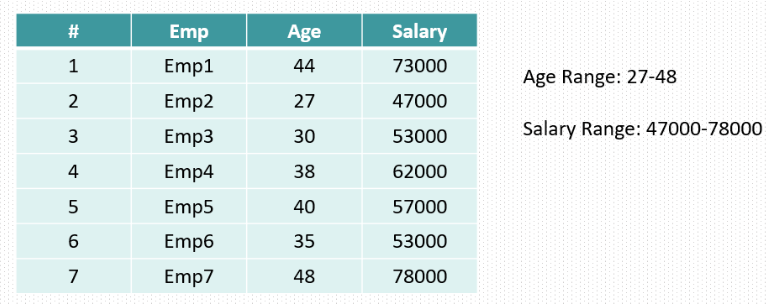 # Emp Age Salary
1 Emp1 44 73000
2 Emp2 27 47000
3 Emp3 30 53000
4 Emp4 38 62000
5 Emp5 40 57000
6 Emp6 35 53000
7 Emp7 48 78000
Age Range: 27-48
Salary Range: 47000-78000